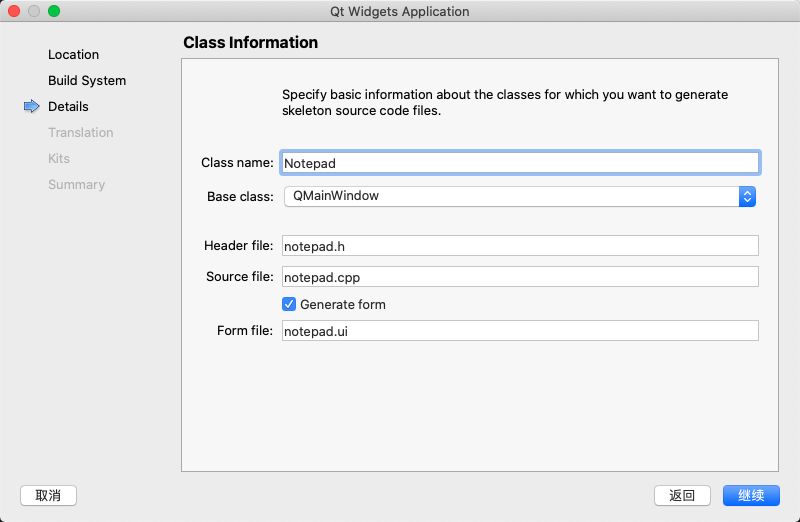 Qt Widgets Application
Location
Build System
Details
Translation
Kits
Summary
Class Information
Specify basic information about the classes for which you want to generate
skeleton source code files.
Class name: Notepad
Base class: QMainWindow
Header file: notepad.h
Source file: notepad.cpp
Generate form
Form file: notepad.ui
取消
返回
继续